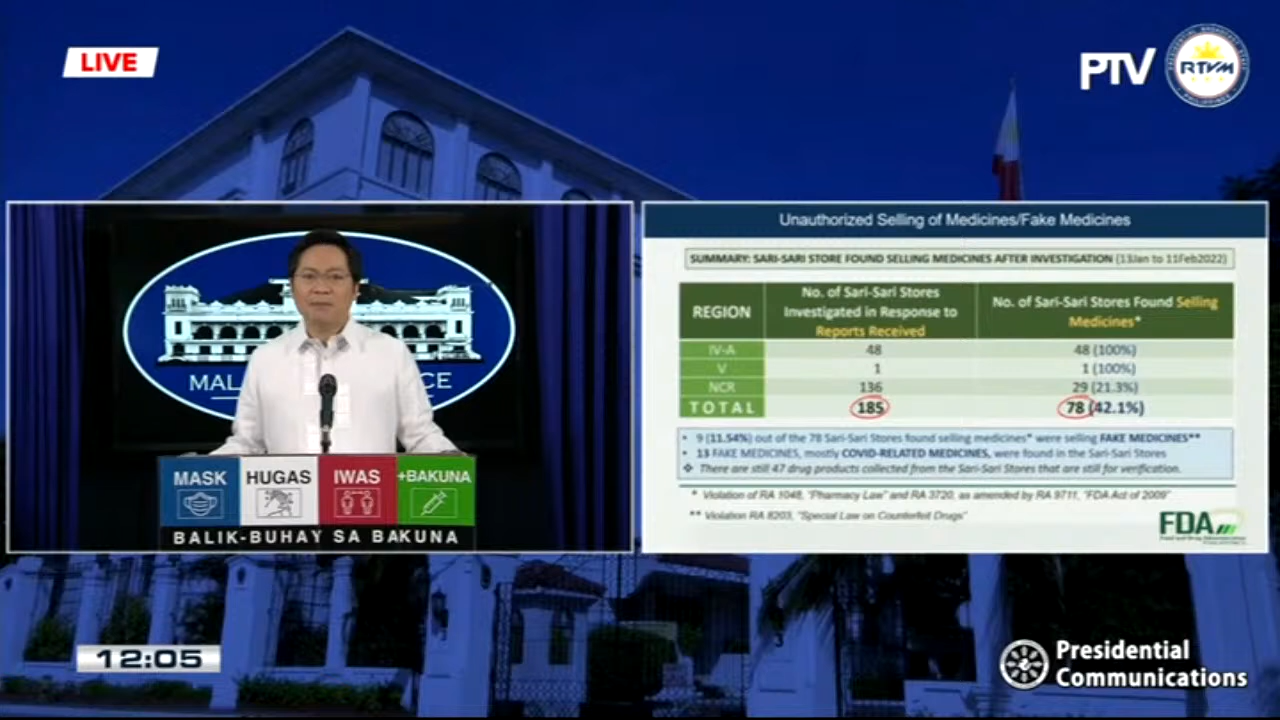 LIVE
PTV
RTVM
MALA CE
MASK
HUGAS
IWAS
+BAKUNA
BALIK-BUHAY SA BAKUNA
Unauthorized Selling of Medicines/Fake Medicines
SUMMARY: SARI-SARI STORE FOUND SELLING MEDICINES AFTER INVESTIGATION (13Jan to 11Feb2022)
REGION
No. of Sari-Sari Stores
Investigated in Response to
Reports Received
No. of Sari-Sari Stores Found Selling
Medicines*
IV-A 48 48 (100%)
V 1 1 (100%)
NCR 136 29 (21.3%)
TOTAL 185 78 (42.1%)
• 9 (11.54%) out of the 78 Sari-Sari Stores found selling medicines* were selling FAKE MEDICINES**
• 13 FAKE MEDICINES, mostly COVID-RELATED MEDICINES, were found in the Sari-Sari Stores
❖ There are still 47 drug products collected from the Sari-Sari Stores that are still for verification.
* Violation of RA 1048, "Pharmacy Law" and RA 3720, as amended by RA 9711, "FDA Act of 2009"
** Violation RA 8203, "Special Law on Counterfeit Drugs"
FDA
12:05
Presidential
Communications